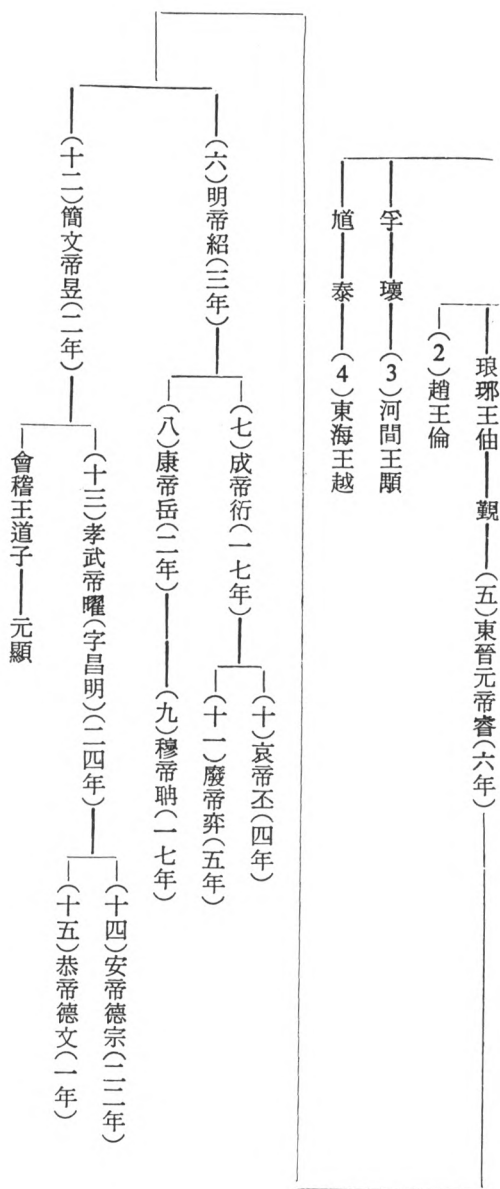 琅琊王伷 覲 (五)東晉元帝睿(六年)
(2)趙王倫
孚 瓌 (3)河間王顒
馗 泰 (4)東海王越
(六)明帝紹(三年)
(七)成帝衍(一七年)
(十)哀帝丕(四年)
(十一)廢帝弈(五年)
(八)康帝岳(二年) (九)穆帝聃(一七年)
(十二)簡文帝昱(二年)
(十三)孝武帝曜(字昌明)(二四年)
(十四)安帝德宗(二二年)
(十五)恭帝德文(一年)
會稽王道子 元顯